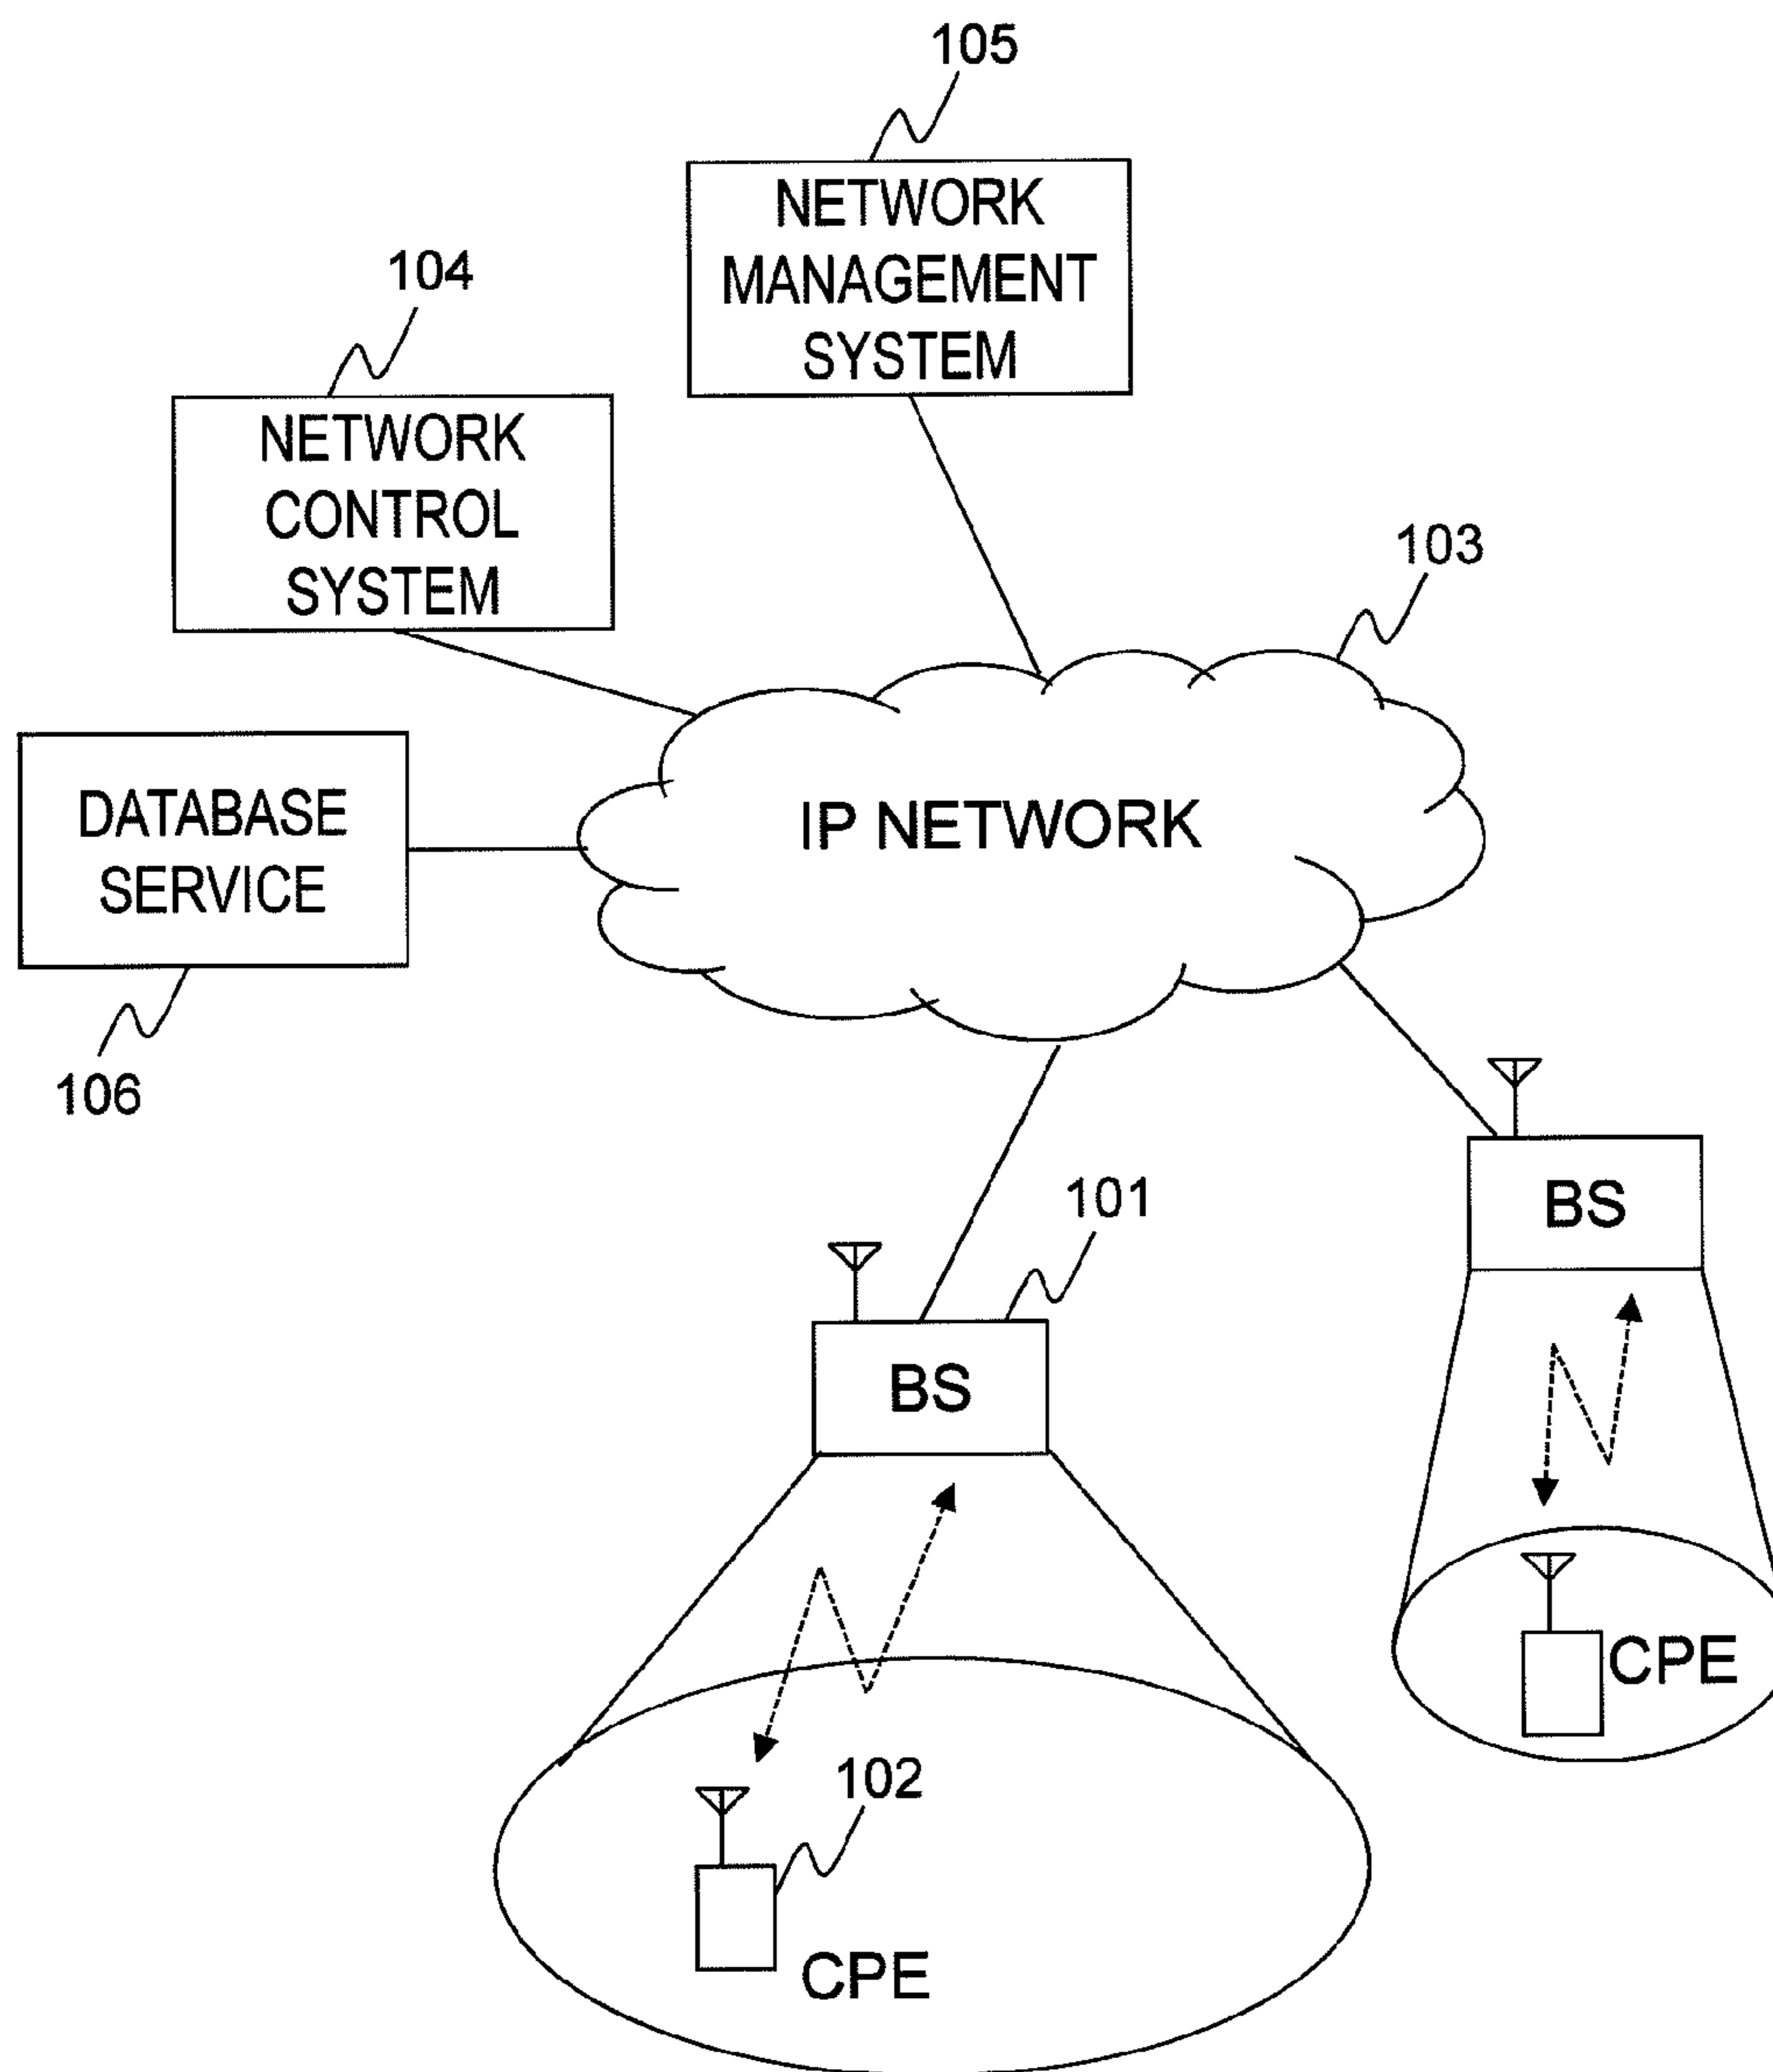 105
NETWORK
MANAGEMENT
SYSTEM
104
NETWORK
CONTROL
SYSTEM
103
IP NETWORK
DATABASE
SERVICE
106
BS
101
BS
CPE
102
CPE